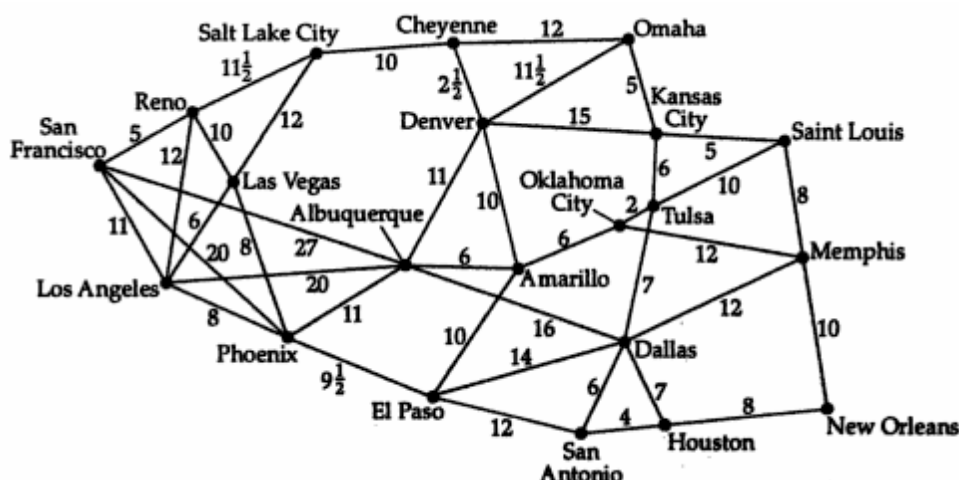 Salt Lake City
Cheyenne
12
Omaha
11½
10
2½
11½
5
Reno
Denver
15
Kansas
City
Saint Louis
San
Francisco
5
10
12
12
5
Las Vegas
6
10
8
11
10
Oklahoma
City
2
Tulsa
Albuquerque
11
6
20
8
27
6
6
12
Memphis
Los Angeles
20
Amarillo
7
8
11
10
16
12
10
Phoenix
14
Dallas
9½
6
7
El Paso
12
4
8
New Orleans
San
Antonio
Houston